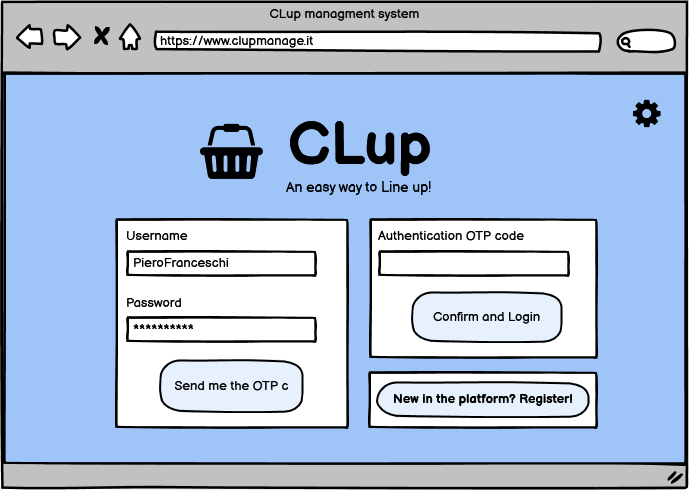 CLup managment system
https://www.clupmanage.it
CLup
An easy way to Line up!
Username
PieroFranceschi
Password
**********
Send me the OTP c
Authentication OTP code
Confirm and Login
New in the platform? Register!